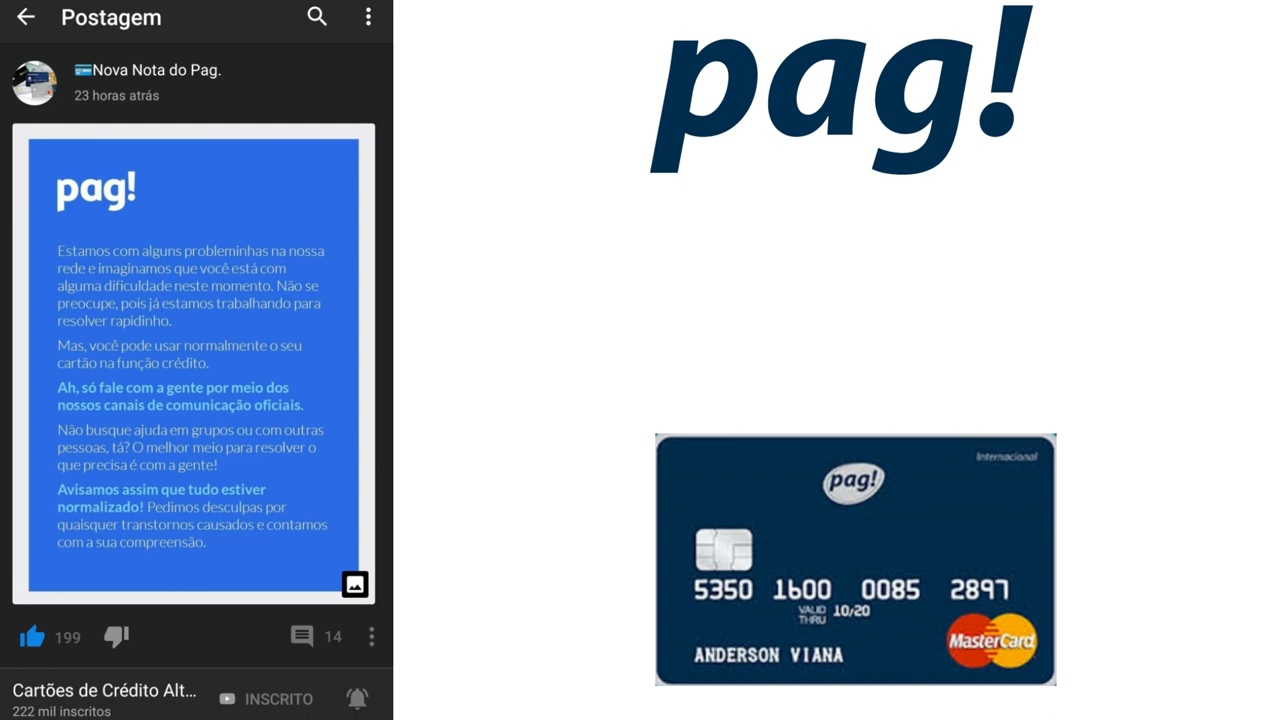 Postagem
Nova Nota do Pag.
23 horas atrás
pag!
Estamos com alguns probleminhas na nossa
rede e imaginamos que você está com
alguma dificuldade neste momento. Não se
preocupe, pois já estamos trabalhando para
resolver rapidinho.
Mas, você pode usar normalmente o seu
cartão na função crédito.
Ah, só fale com a gente por meio dos
nossos canais de comunicação oficiais.
Não busque ajuda em grupos ou com outras
pessoas, tá? O melhor meio para resolver o
que precisa é com a gente!
Avisamos assim que tudo estiver
normalizado! Pedimos desculpas por
quaisquer transtornos causados e contamos
com a sua compreensão.
199
14
Cartões de Crédito Alt...
222 mil inscritos
INSCRITO
pag!
Internacional
pag!
5350 1600 0085 2897
VALID THRU 10/20
MasterCard
ANDERSON VIANA